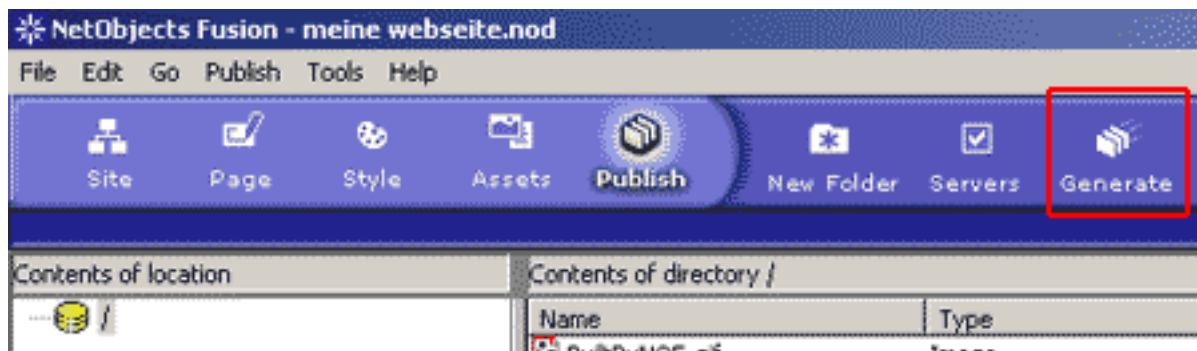 NetObjects Fusion - meine webseite.nod
File Edit Go Publish Tools Help
Site Page Style Assets Publish New Folder Servers Generate
Contents of location
Contents of directory /
/
Name Type